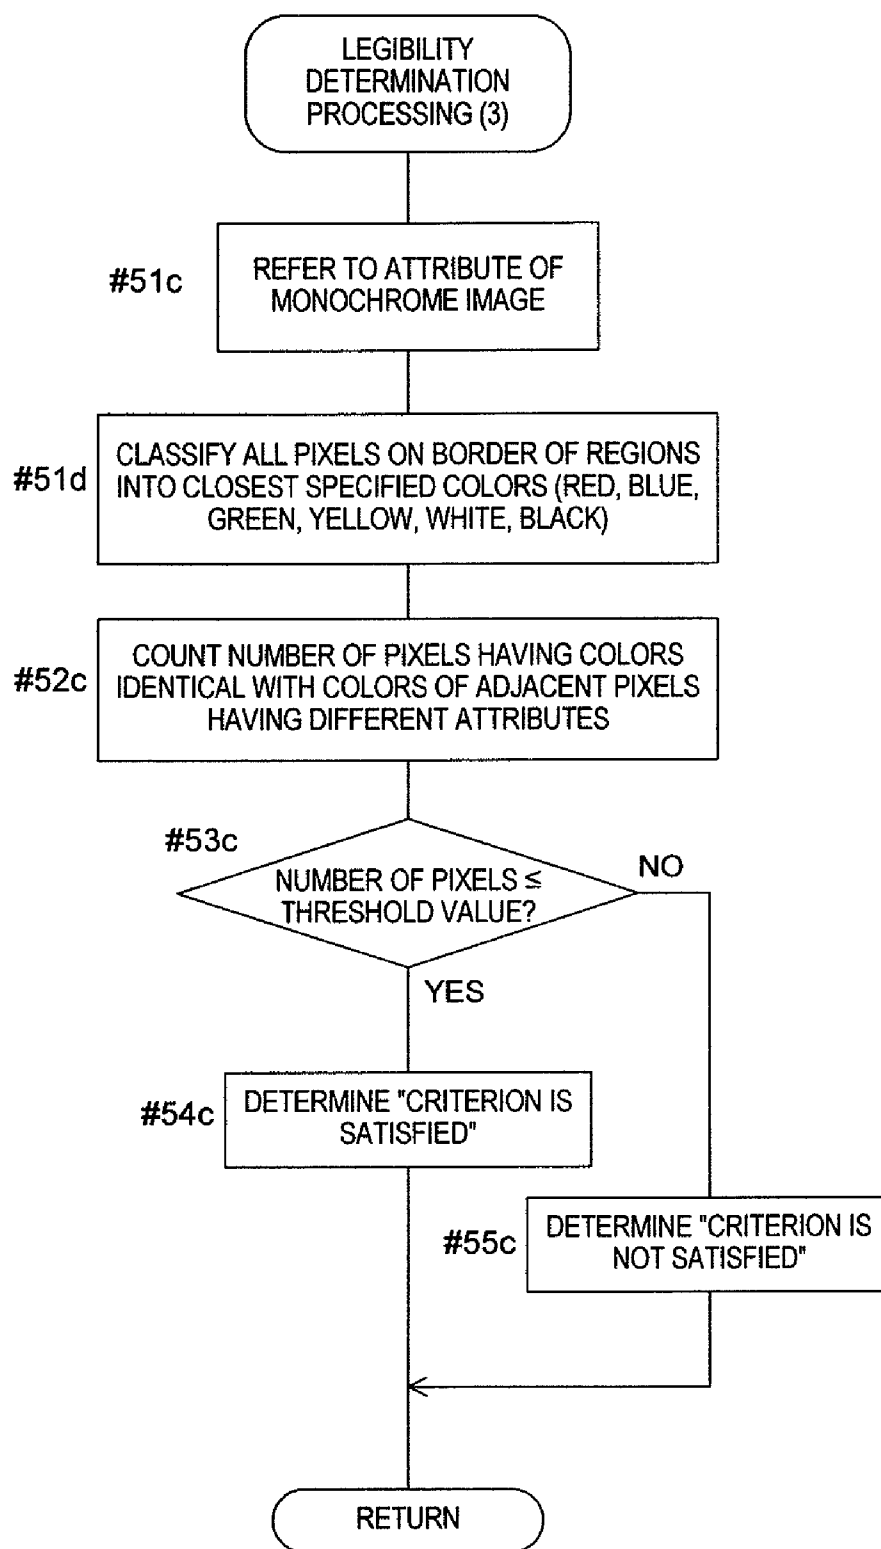 LEGIBILITY
DETERMINATION
PROCESSING (3)
#51c
REFER TO ATTRIBUTE OF
MONOCHROME IMAGE
#51d
CLASSIFY ALL PIXELS ON BORDER OF REGIONS
INTO CLOSEST SPECIFIED COLORS (RED, BLUE,
GREEN, YELLOW, WHITE, BLACK)
#52c
COUNT NUMBER OF PIXELS HAVING COLORS
IDENTICAL WITH COLORS OF ADJACENT PIXELS
HAVING DIFFERENT ATTRIBUTES
#53c
NUMBER OF PIXELS ≤
THRESHOLD VALUE?
NO
YES
#54c
DETERMINE "CRITERION IS
SATISFIED"
#55c
DETERMINE "CRITERION IS
NOT SATISFIED"
RETURN